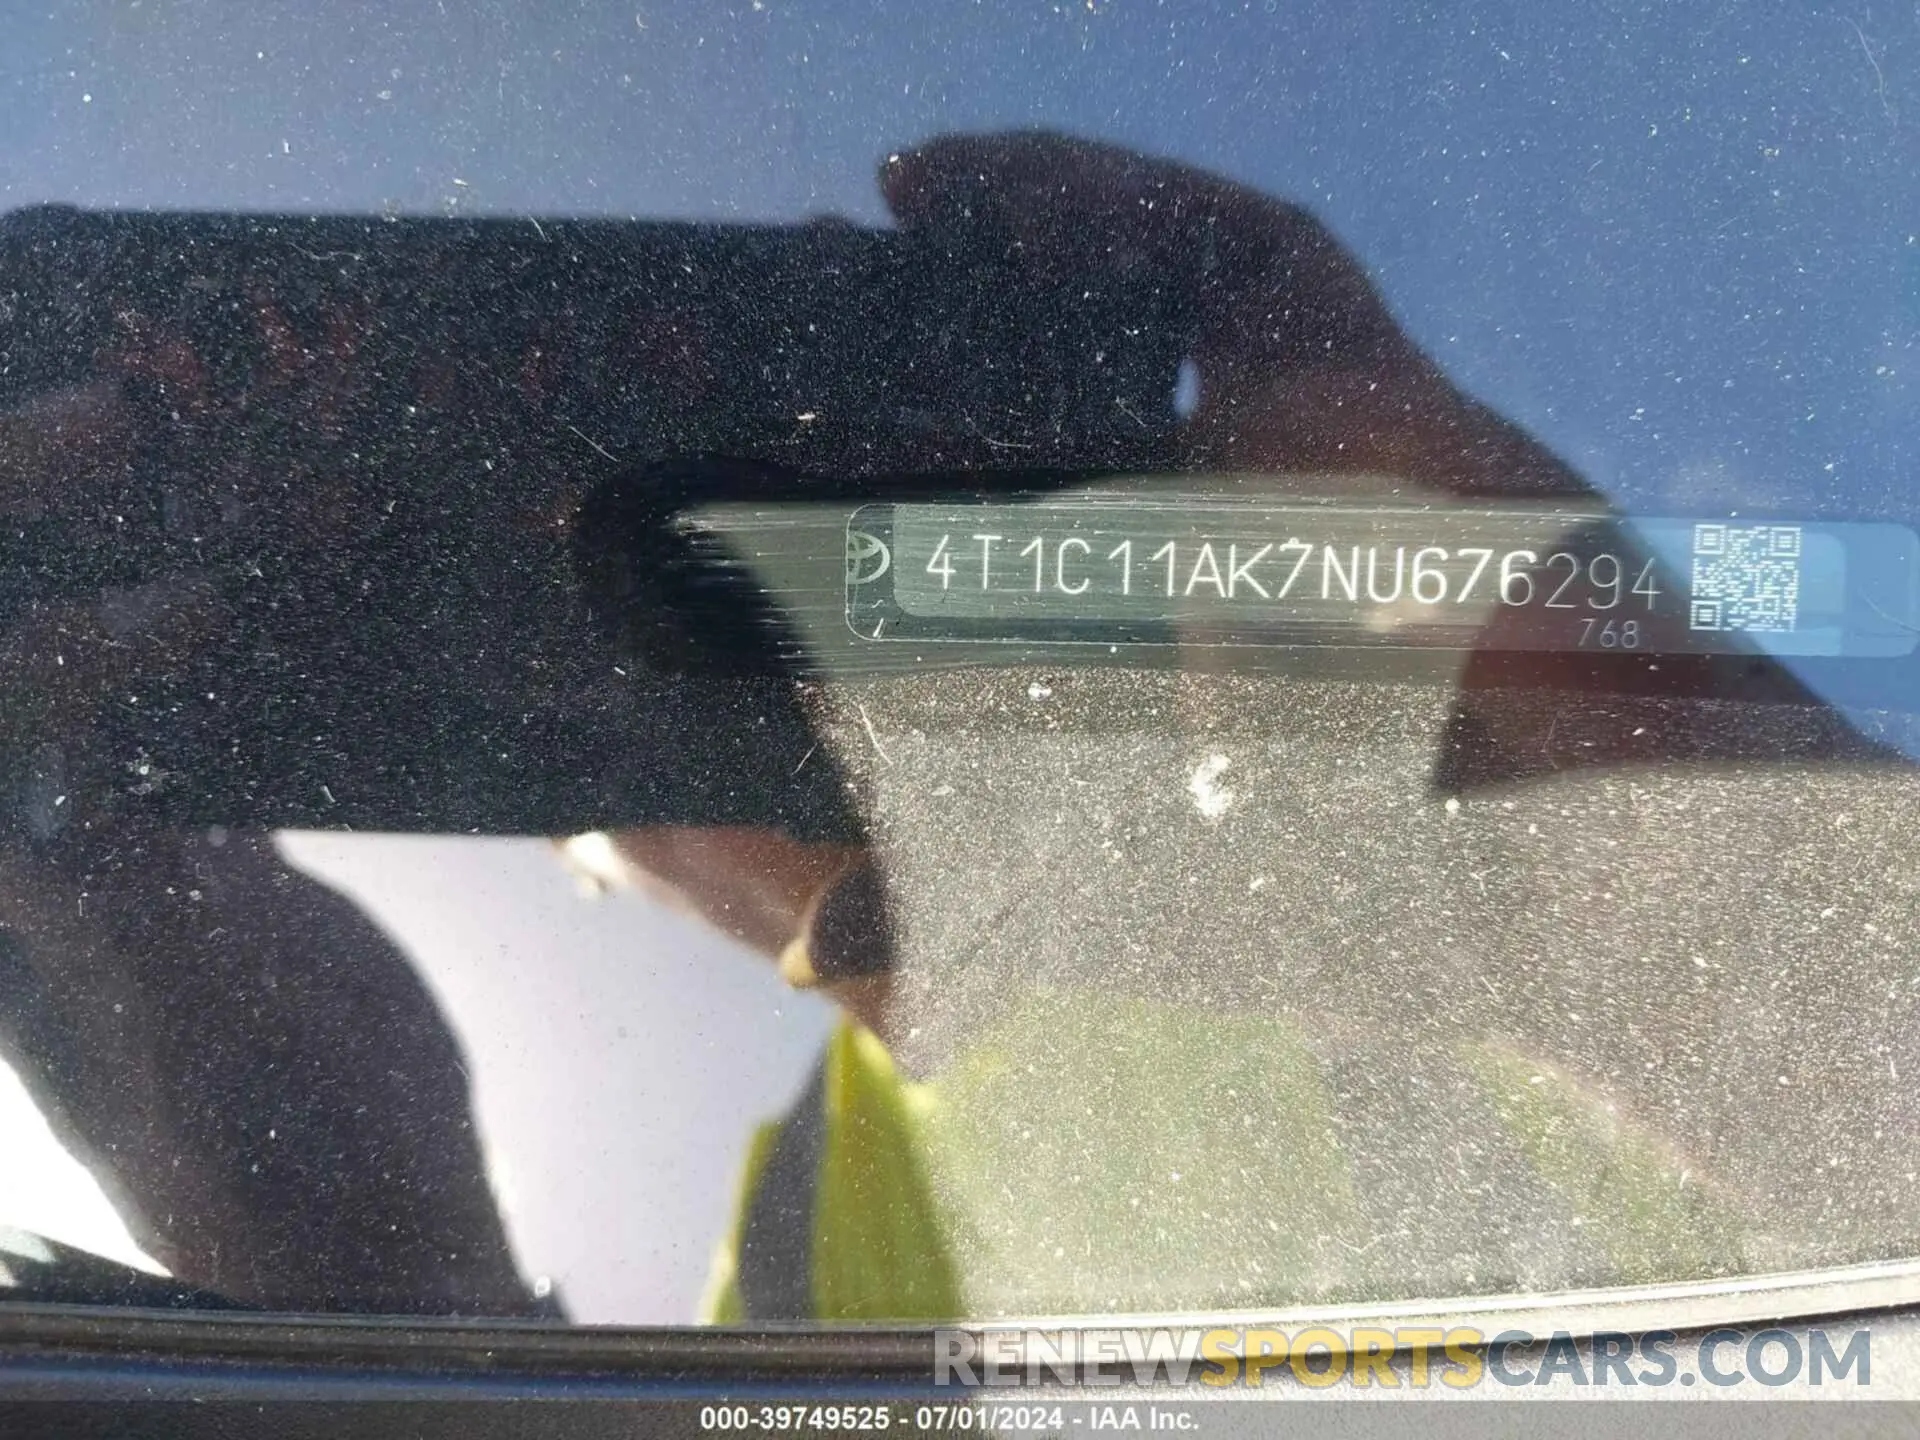 4T1C11AK7NU676294
768
RENEWSPORTSCARS.COM
000-39749525 - 07/01/2024 - IAA Inc.